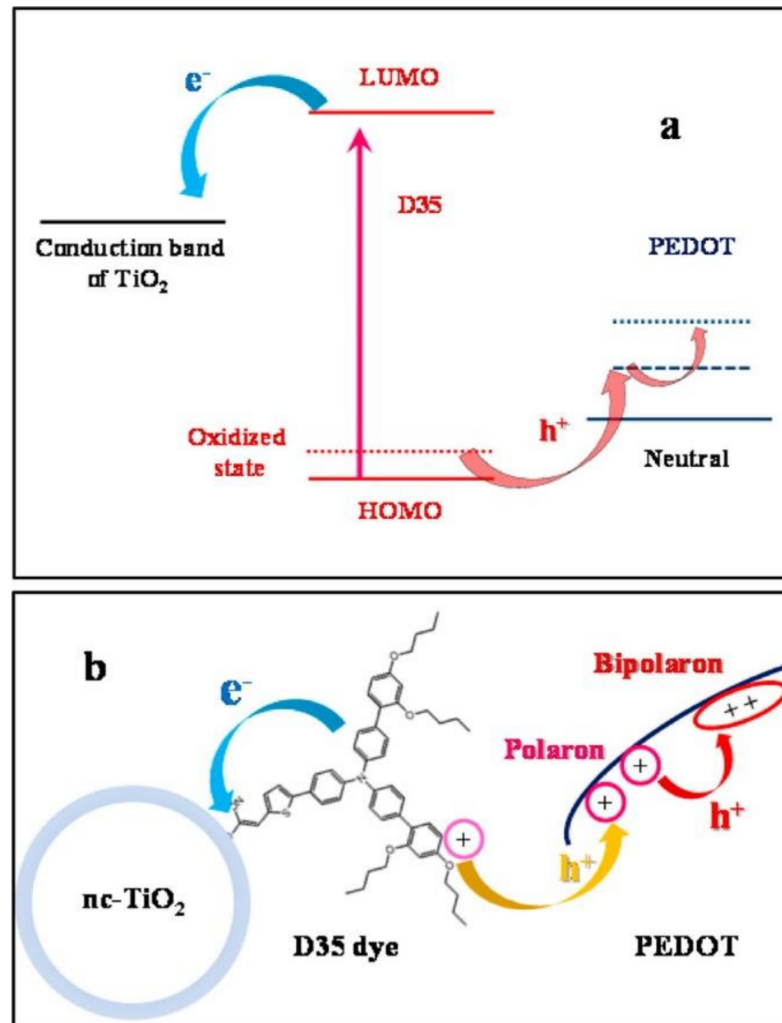 LUMO
e⁻
a
D35
Conduction band
of TiO₂
PEDOT
Oxidized
state
h⁺
Neutral
HOMO
b
e⁻
Bipolaron
Polaron
+ +
+
+
h⁺
+
h⁺
N
S
O
O
O
O
N
nc-TiO₂
D35 dye
PEDOT